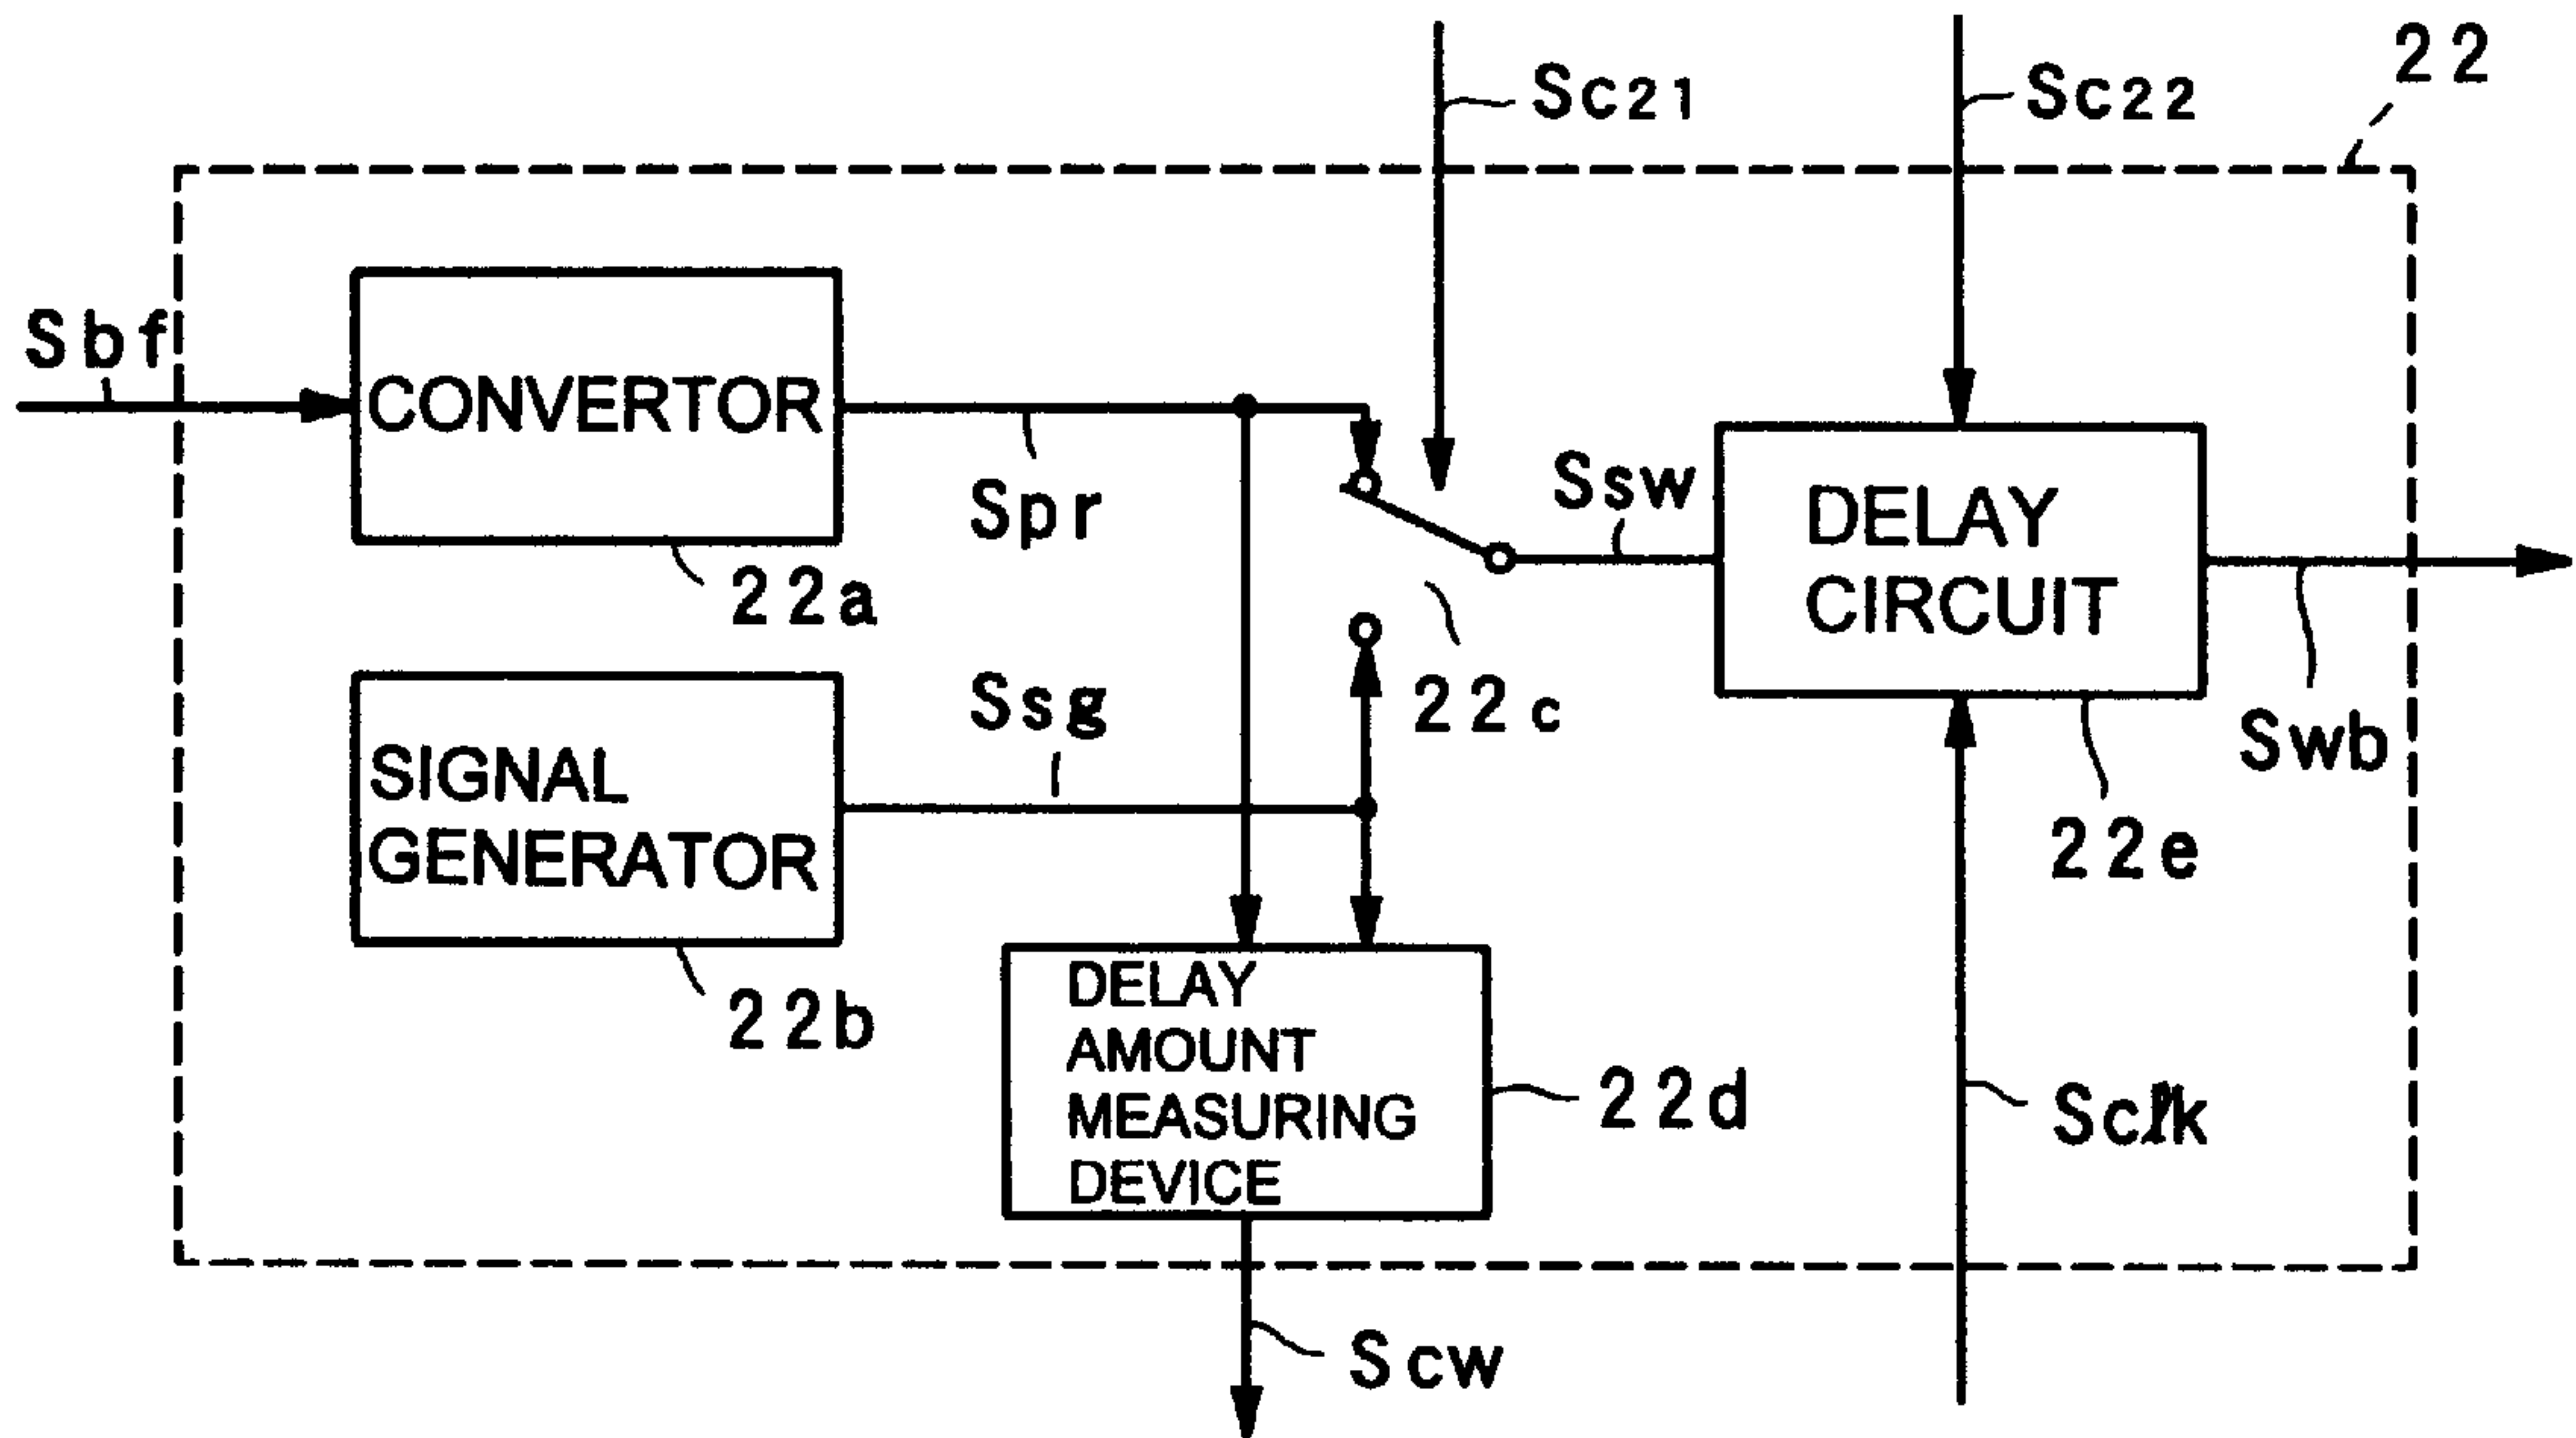 22
Sc21
Sc22
Sbf
CONVERTOR
Spr
Ssw
DELAY
CIRCUIT
22a
22c
Ssg
Swb
SIGNAL
GENERATOR
22e
22b
DELAY
AMOUNT
MEASURING
DEVICE
22d
Sclk
Scw